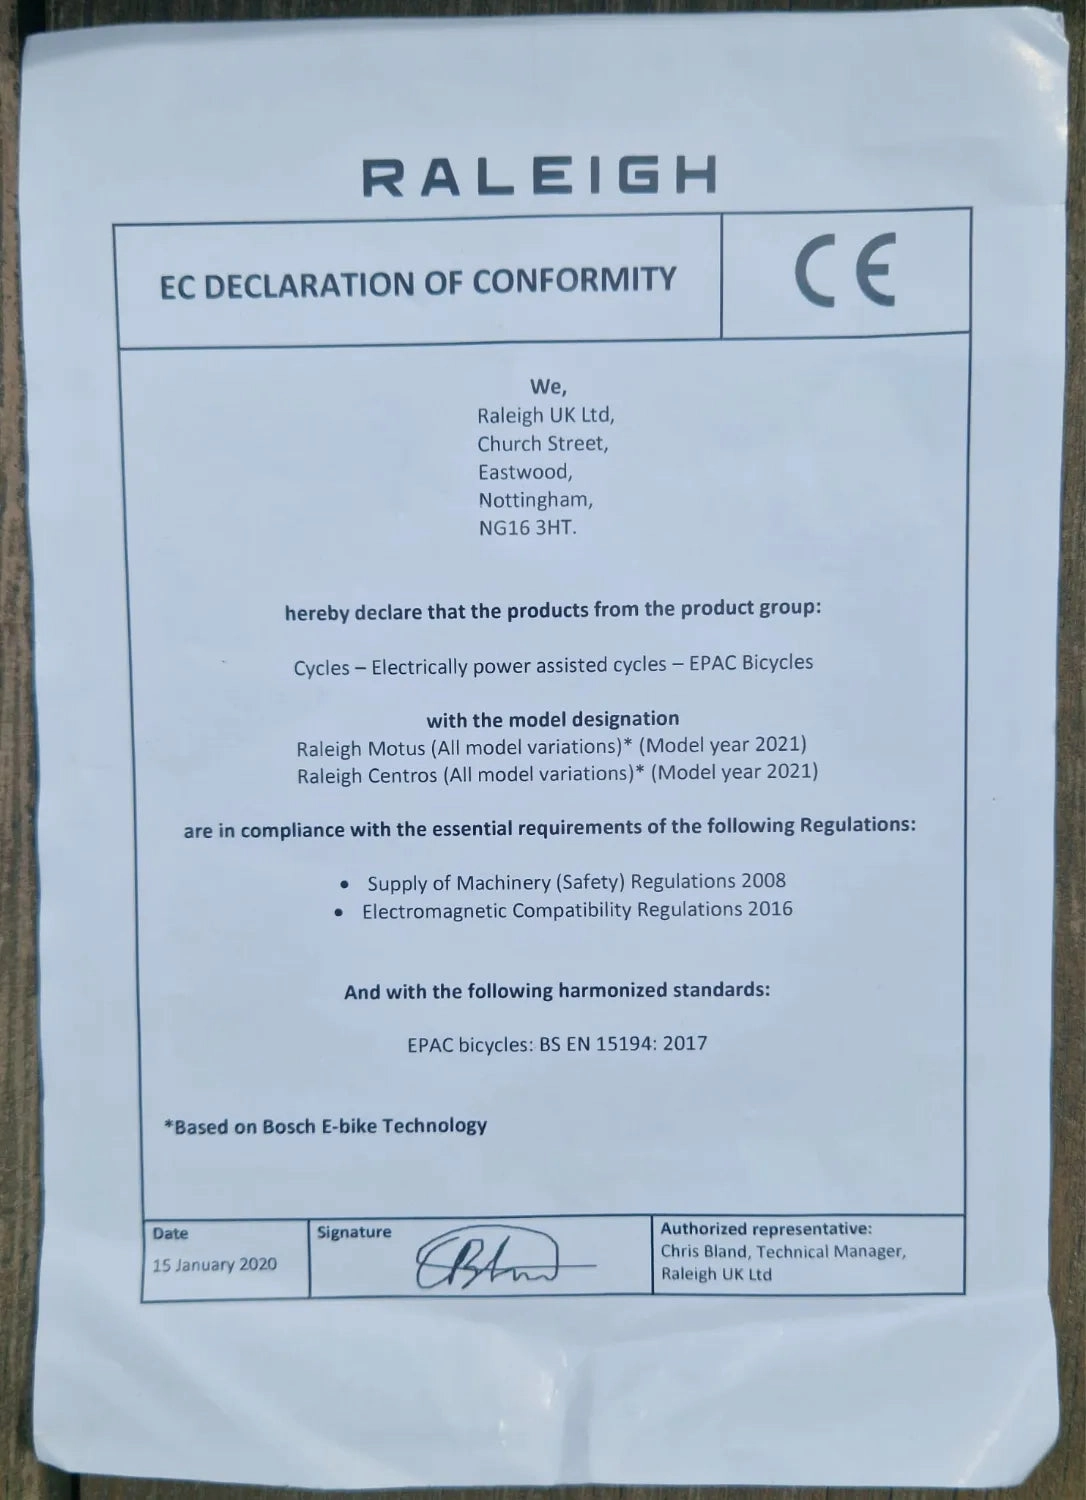 RALEIGH
EC DECLARATION OF CONFORMITY
CE
We,
Raleigh UK Ltd,
Church Street,
Eastwood,
Nottingham,
NG16 3HT.
hereby declare that the products from the product group:
Cycles – Electrically power assisted cycles – EPAC Bicycles
with the model designation
Raleigh Motus (All model variations)* (Model year 2021)
Raleigh Centros (All model variations)* (Model year 2021)
are in compliance with the essential requirements of the following Regulations:
• Supply of Machinery (Safety) Regulations 2008
• Electromagnetic Compatibility Regulations 2016
And with the following harmonized standards:
EPAC bicycles: BS EN 15194: 2017
*Based on Bosch E-bike Technology
Date
15 January 2020
Signature
Authorized representative:
Chris Bland, Technical Manager,
Raleigh UK Ltd